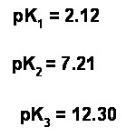 pK₁ = 2.12
pK₂ = 7.21
pK₃ = 12.30